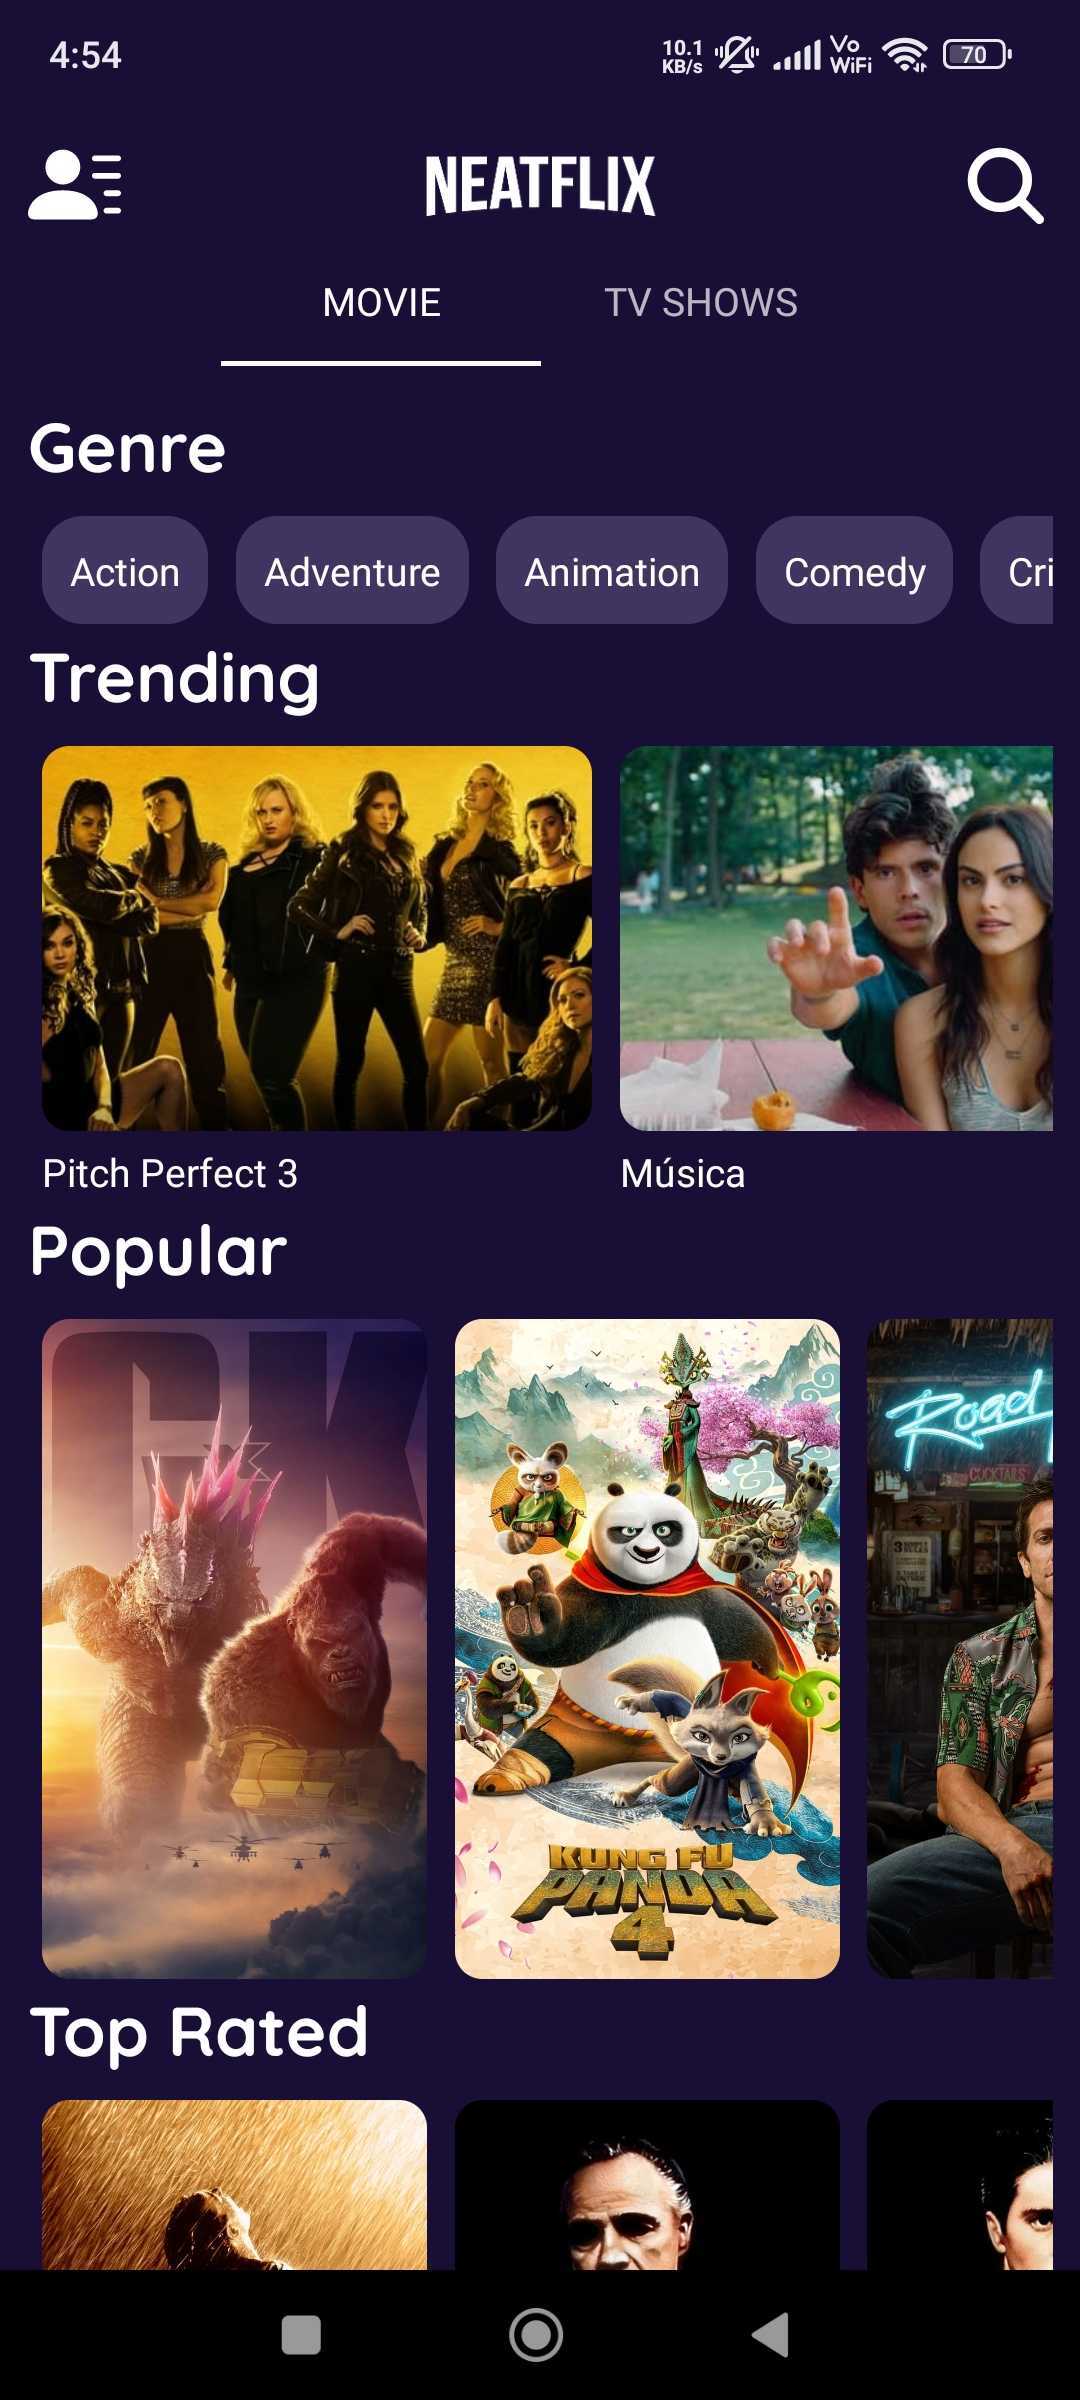 4:54
10.1
KB/s
Vo
WiFi
70
NEATFLIX
MOVIE
TV SHOWS
Genre
Action
Adventure
Animation
Comedy
Cri
Trending
Pitch Perfect 3
Música
Popular
GK
Road
COCKTAILS
KUNG FU
PANDA
4
Top Rated